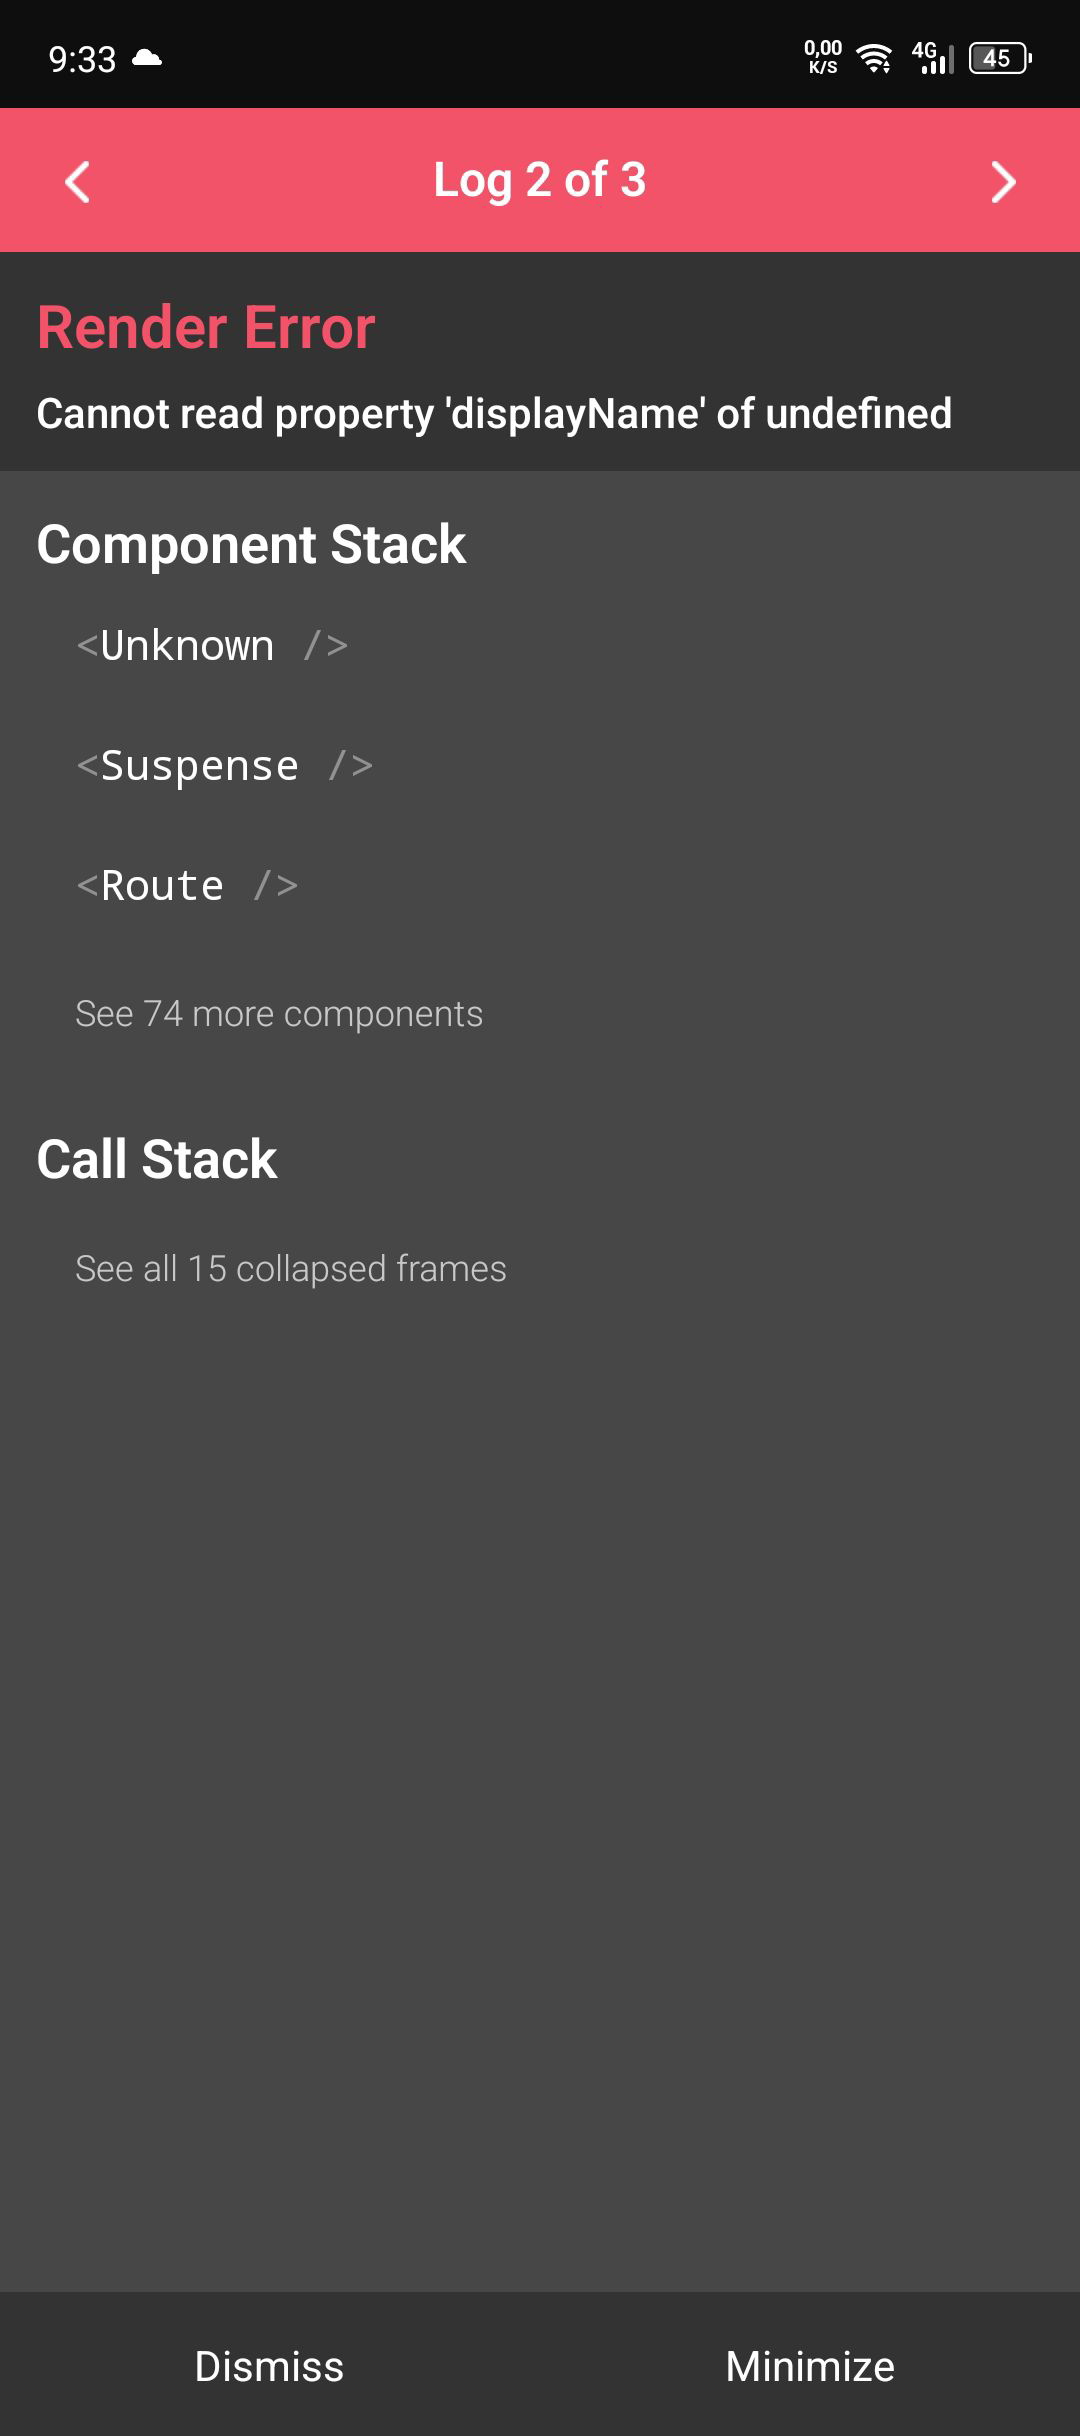 9:33
0,00
K/S
4G
45
Log 2 of 3
Render Error
Cannot read property 'displayName' of undefined
Component Stack
<Unknown />
<Suspense />
<Route />
See 74 more components
Call Stack
See all 15 collapsed frames
Dismiss
Minimize